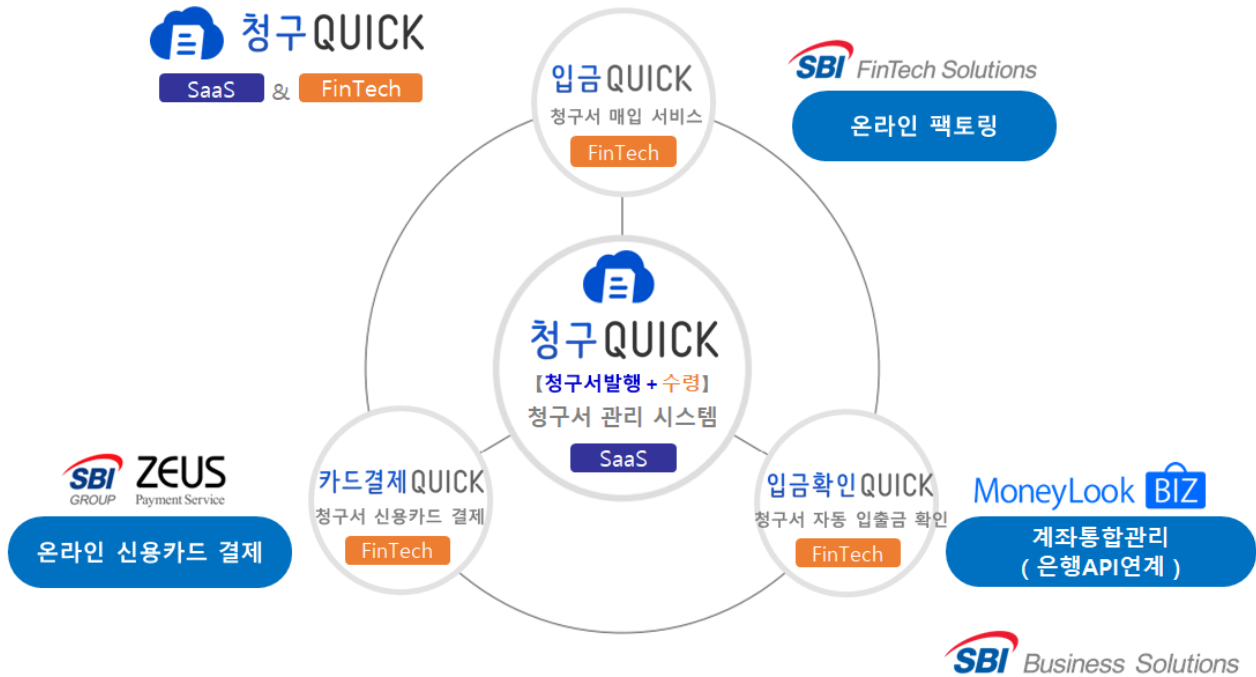 청구QUICK
SaaS & FinTech
입금QUICK
청구서 매입 서비스
FinTech
SBI FinTech Solutions
온라인 팩토링
청구QUICK
【청구서발행 + 수령】
청구서 관리 시스템
SaaS
SBI GROUP ZEUS Payment Service
온라인 신용카드 결제
카드결제QUICK
청구서 신용카드 결제
FinTech
입금확인QUICK
청구서 자동 입출금 확인
FinTech
MoneyLook BIZ
계좌통합관리
( 은행API연계 )
SBI Business Solutions